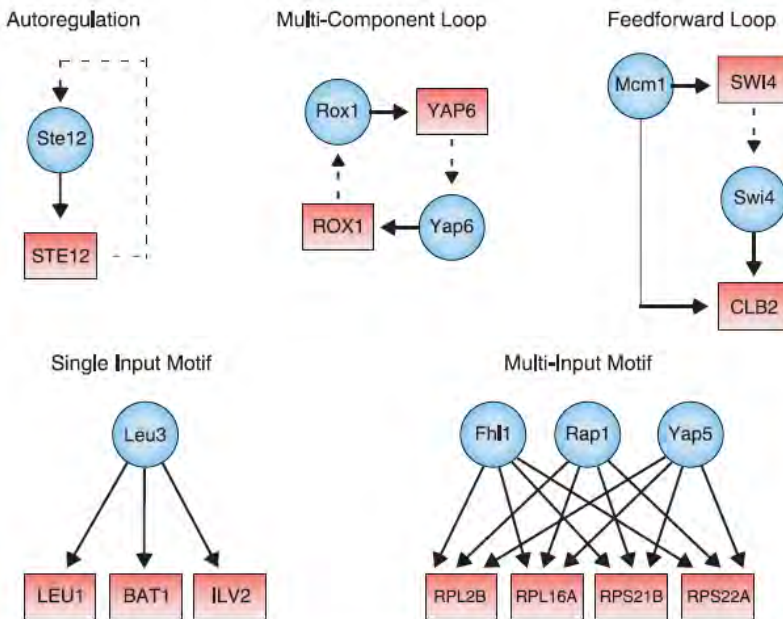 Autoregulation
Multi-Component Loop
Feedforward Loop
Ste12
STE12
Rox1
YAP6
ROX1
Yap6
Mcm1
SWI4
Swi4
CLB2
Single Input Motif
Multi-Input Motif
Leu3
LEU1
BAT1
ILV2
Fhl1
Rap1
Yap5
RPL2B
RPL16A
RPS21B
RPS22A